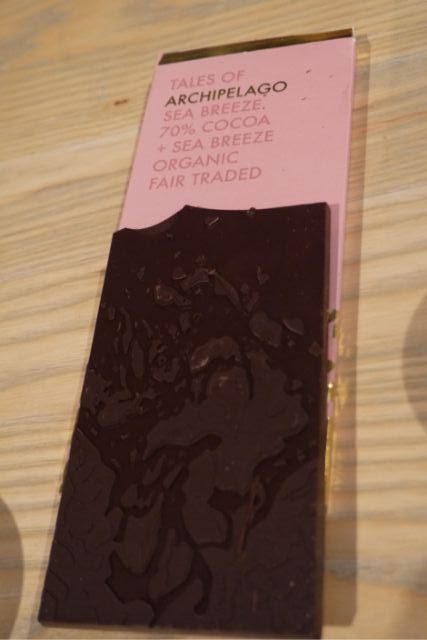 TALES OF
ARCHIPELAGO
SEA BREEZE.
70% COCOA
+ SEA BREEZE
ORGANIC
FAIR TRADED